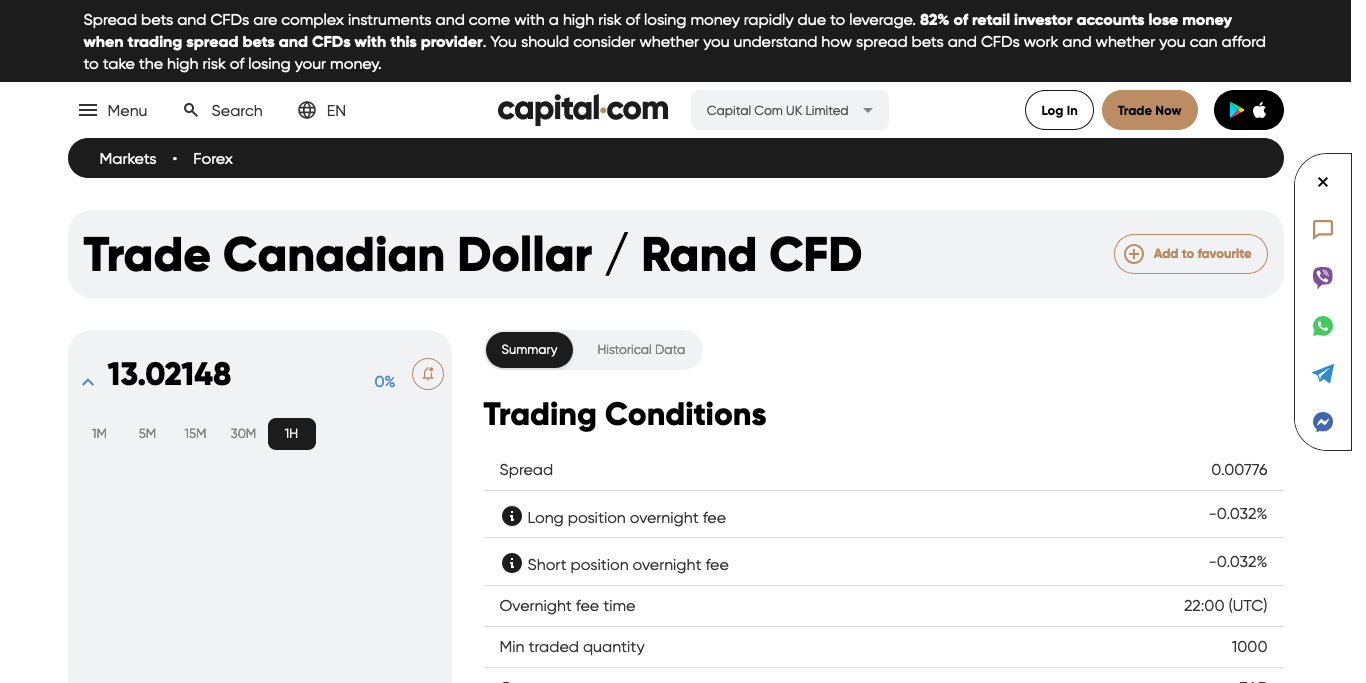 Spread bets and CFDs are complex instruments and come with a high risk of losing money rapidly due to leverage. 82% of retail investor accounts lose money
when trading spread bets and CFDs with this provider. You should consider whether you understand how spread bets and CFDs work and whether you can afford
to take the high risk of losing your money.
Menu
Search
EN
capital.com
Capital Com UK Limited
Log In
Trade Now
Markets • Forex
Trade Canadian Dollar / Rand CFD
Add to favourite
13.02148
0%
1M 5M 15M 30M 1H
Summary
Historical Data
Trading Conditions
Spread 0.00776
Long position overnight fee -0.032%
Short position overnight fee -0.032%
Overnight fee time 22:00 (UTC)
Min traded quantity 1000